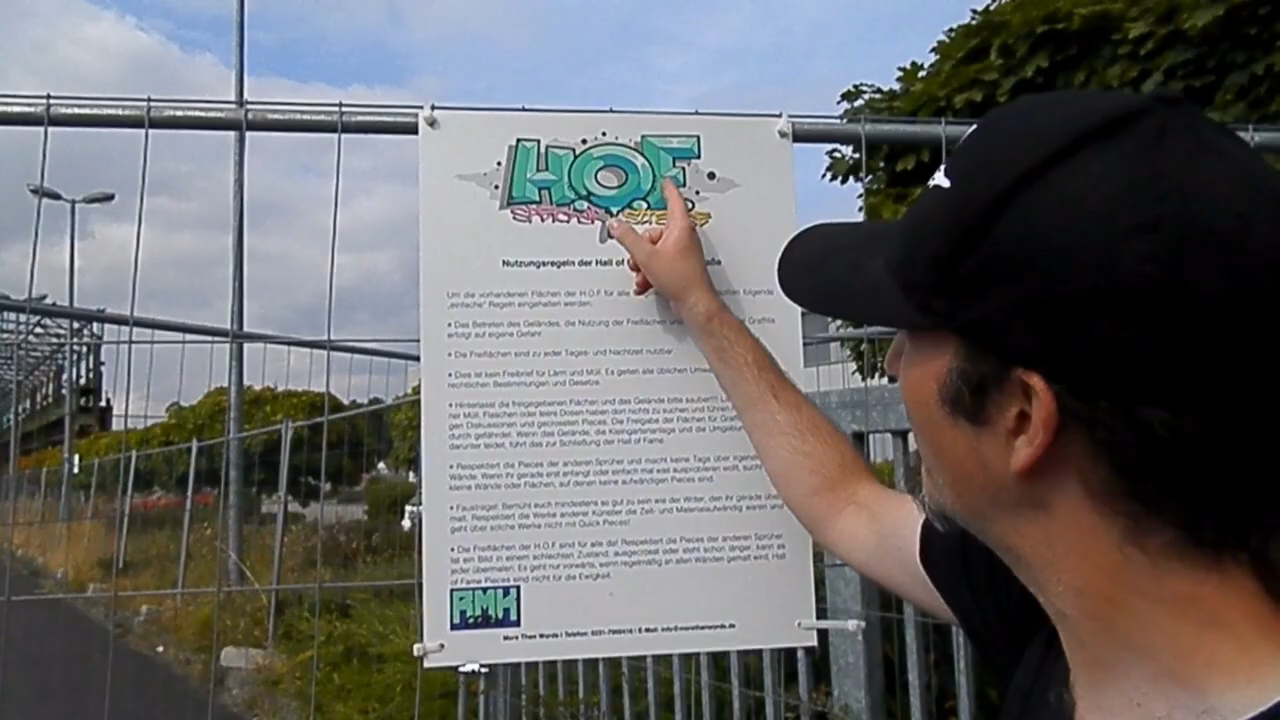 H.O.F.
Nutzungsregeln der Hall of
Um die vorhandenen Flächen der H.O.F für alle folgende
„einfache“ Regeln eingehalten werden.
• Das Betreten des Geländes, die Nutzung der Freiflächen und Graffitis
erfolgt auf eigene Gefahr.
• Die Freiflächen sind zu jeder Tages- und Nachtzeit nutzbar.
• Dies ist kein Freibrief für Lärm und Müll. Es gelten alle üblichen
rechtlichen Bestimmungen und Gesetze.
• Hinterlasst die freigegebenen Flächen und das Gelände bitte sauber!!!
ner Müll, Flaschen oder leere Dosen haben dort nichts zu suchen und führen
gen Diskussionen und gecrossten Pieces. Die Freigabe der Flächen für
durch gefährdet. Wenn das Gelände, die Kleingartenanlage und die
darunter leidet, führt das zur Schließung der Hall of Fame.
• Respektiert die Pieces der anderen Sprüher und macht keine Tags über
Wände. Wenn ihr gerade erst anfangt oder einfach mal was ausprobieren wollt, sucht
kleine Wände oder Flächen, auf denen keine aufwändigen Pieces sind.
• Faustregel: Bemüht euch mindestens so gut zu sein wie der Writer, den ihr gerade
malt. Respektiert die Werke anderer Künstler die Zeit- und Materialaufwändig waren und
geht über solche Werke nicht mit Quick Pieces!
• Die Freiflächen der H.O.F sind für alle da! Respektiert die Pieces der anderen Sprüher.
Ist ein Bild in einem schlechten Zustand, ausgecrosst oder steht schon länger, kann es
jeder übermalen. Es geht nur vorwärts, wenn regelmäßig an allen Wänden gemalt wird, Hall
of Fame Pieces sind nicht für die Ewigkeit.
RMK
More Than Words I Telefon: I E-Mail: info@morethanwords.de